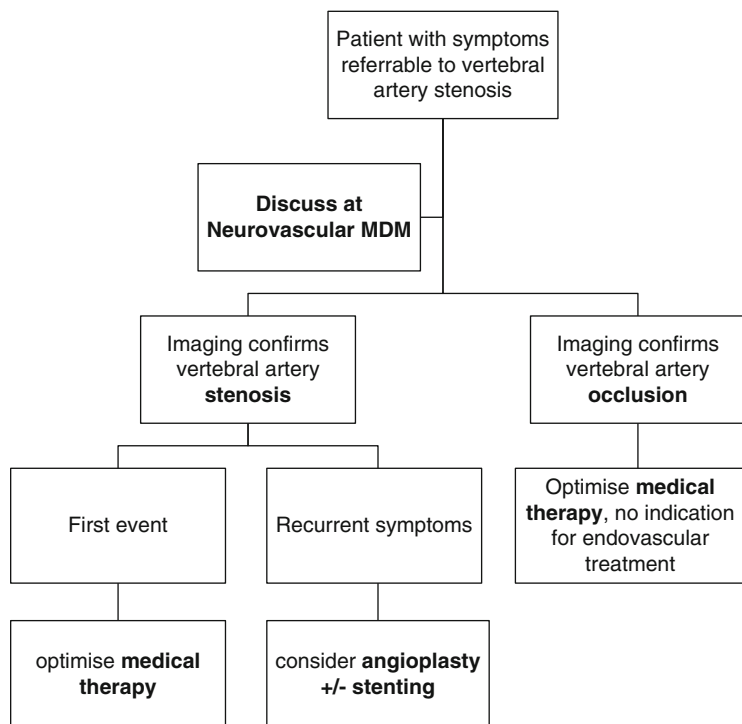 Patient with symptoms
referrable to vertebral
artery stenosis
Discuss at
Neurovascular MDM
Imaging confirms
vertebral artery
stenosis
Imaging confirms
vertebral artery
occlusion
First event
Recurrent symptoms
Optimise medical
therapy, no indication
for endovascular
treatment
optimise medical
therapy
consider angioplasty
+/- stenting